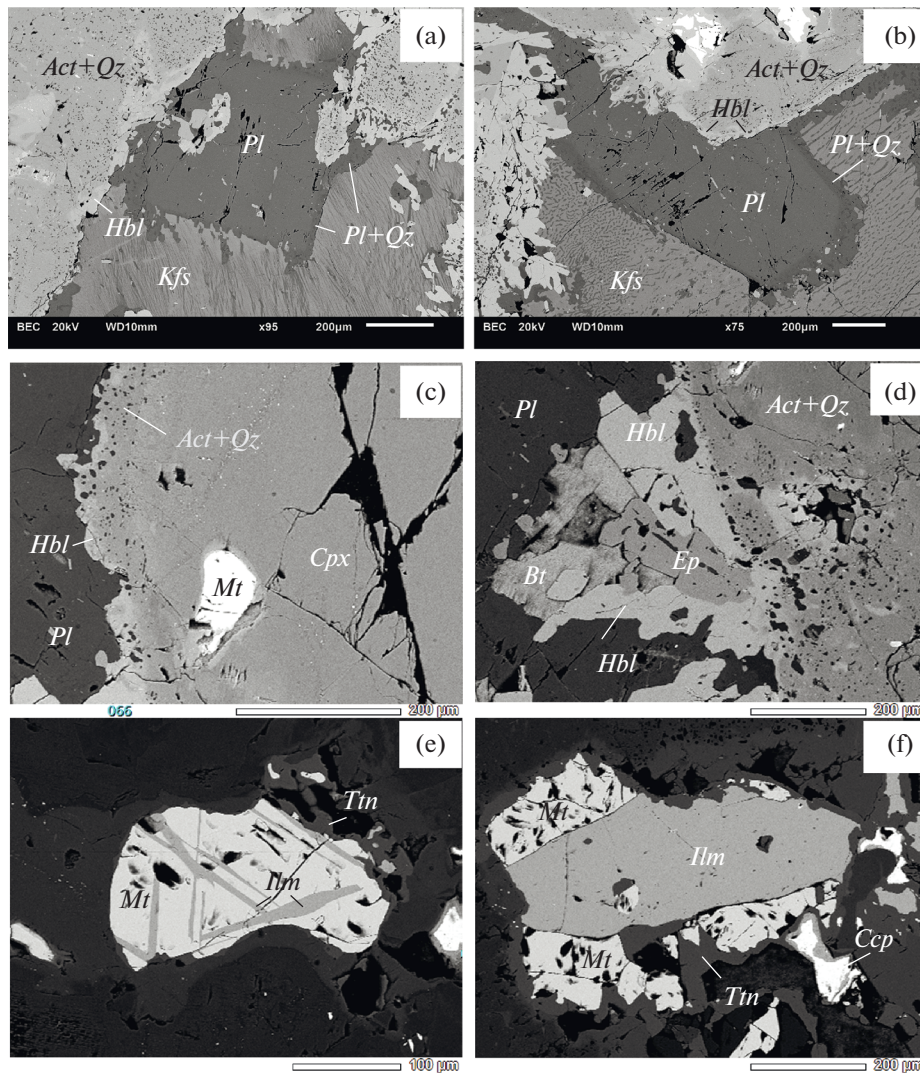 (a)
Act+Qz
Pl
Hbl
Pl+Qz
Kfs
BEC 20kV WD10mm x95 200μm
(b)
Act+Qz
Hbl
Pl+Qz
Pl
Kfs
BEC 20kV WD10mm x75 200μm
(c)
Act+Qz
Hbl
Cpx
Mt
Pl
066 200 μm
(d)
Pl
Act+Qz
Hbl
Ep
Bt
Hbl
200 μm
(e)
Ttn
Ilm
Mt
100 μm
(f)
Mt
Ilm
Ccp
Mt
Ttn
200 μm